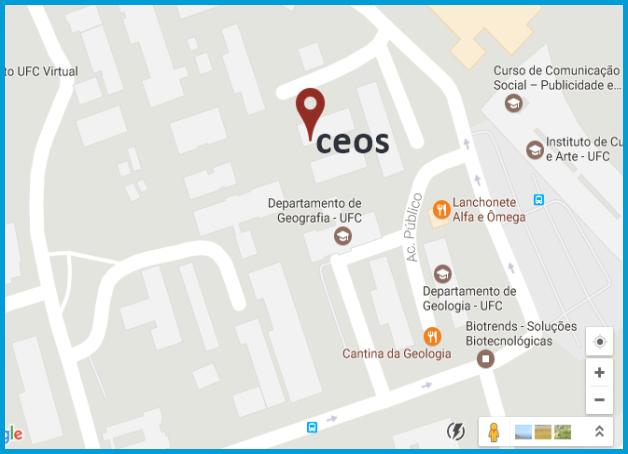 to UFC Virtual
Curso de Comunicação
Social – Publicidade e...
ceos
Instituto de Cu
e Arte - UFC
Departamento de
Geografia - UFC
Lanchonete
Alfa e Ômega
Ac. Público
Departamento de
Geologia - UFC
Biotrends - Soluções
Biotecnológicas
Cantina da Geologia
gle